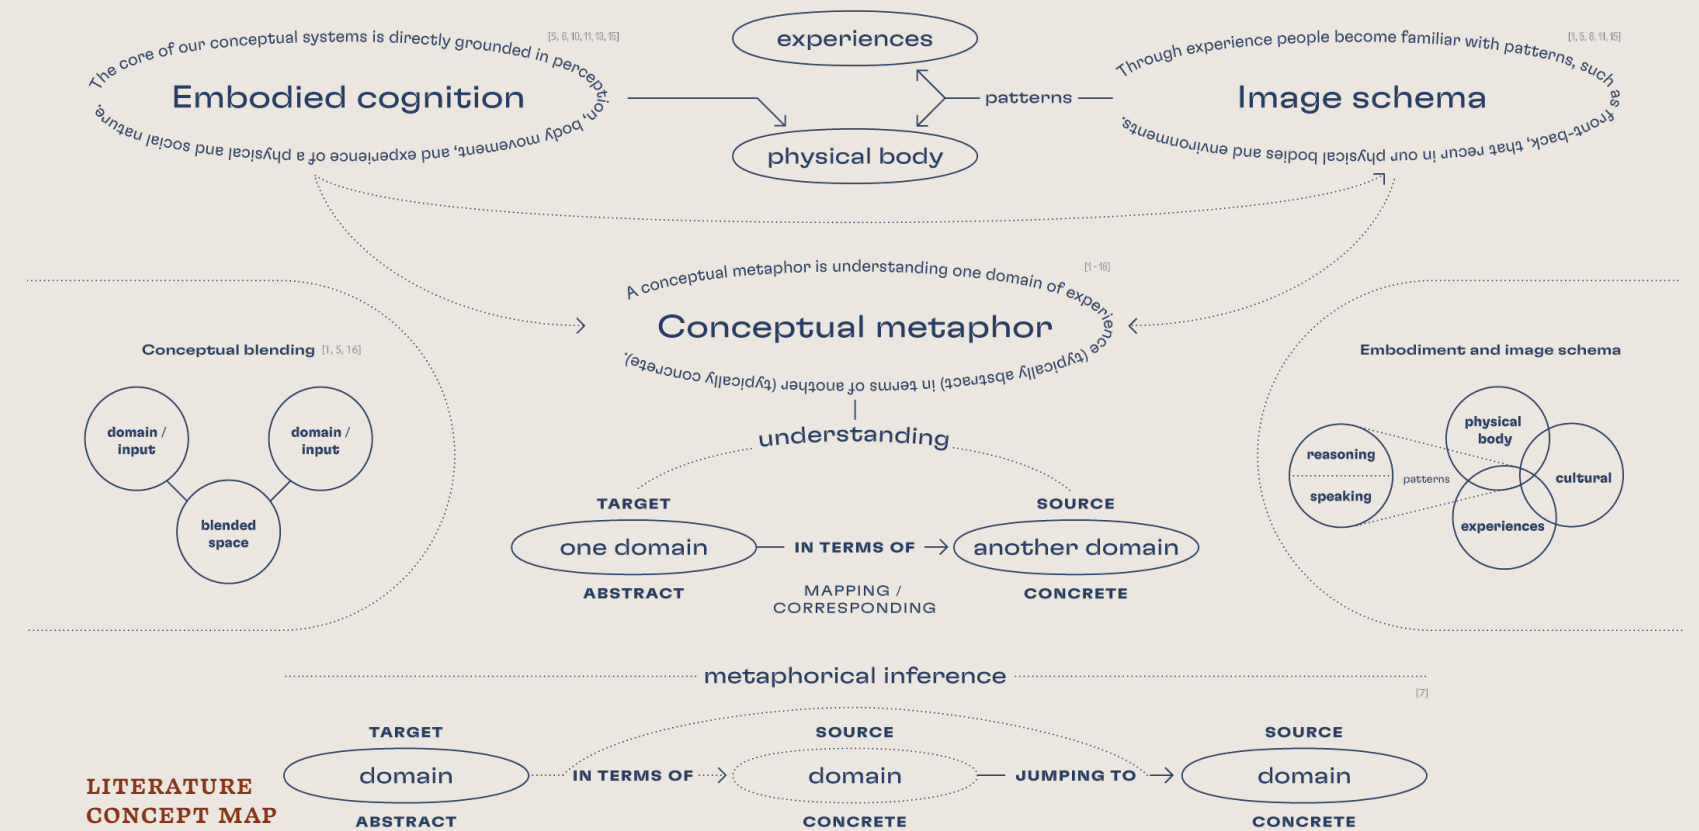 The core of our conceptual systems is directly grounded in perception, body movement, and experience of a physical and social nature.
[5, 6, 10, 11, 13, 15]
Embodied cognition
experiences
patterns
physical body
Through experience people become familiar with patterns, such as front-back, that recur in our physical bodies and environments.
[1, 5, 6, 11, 15]
Image schema
A conceptual metaphor is understanding one domain of experience (typically abstract) in terms of another (typically concrete).
[1-16]
Conceptual metaphor
Conceptual blending [1, 5, 16]
domain /
input
domain /
input
blended
space
understanding
TARGET
one domain
ABSTRACT
IN TERMS OF
MAPPING /
CORRESPONDING
SOURCE
another domain
CONCRETE
Embodiment and image schema
reasoning
speaking
patterns
physical
body
cultural
experiences
metaphorical inference
[7]
TARGET
domain
ABSTRACT
IN TERMS OF
SOURCE
domain
CONCRETE
JUMPING TO
SOURCE
domain
CONCRETE
LITERATURE
CONCEPT MAP